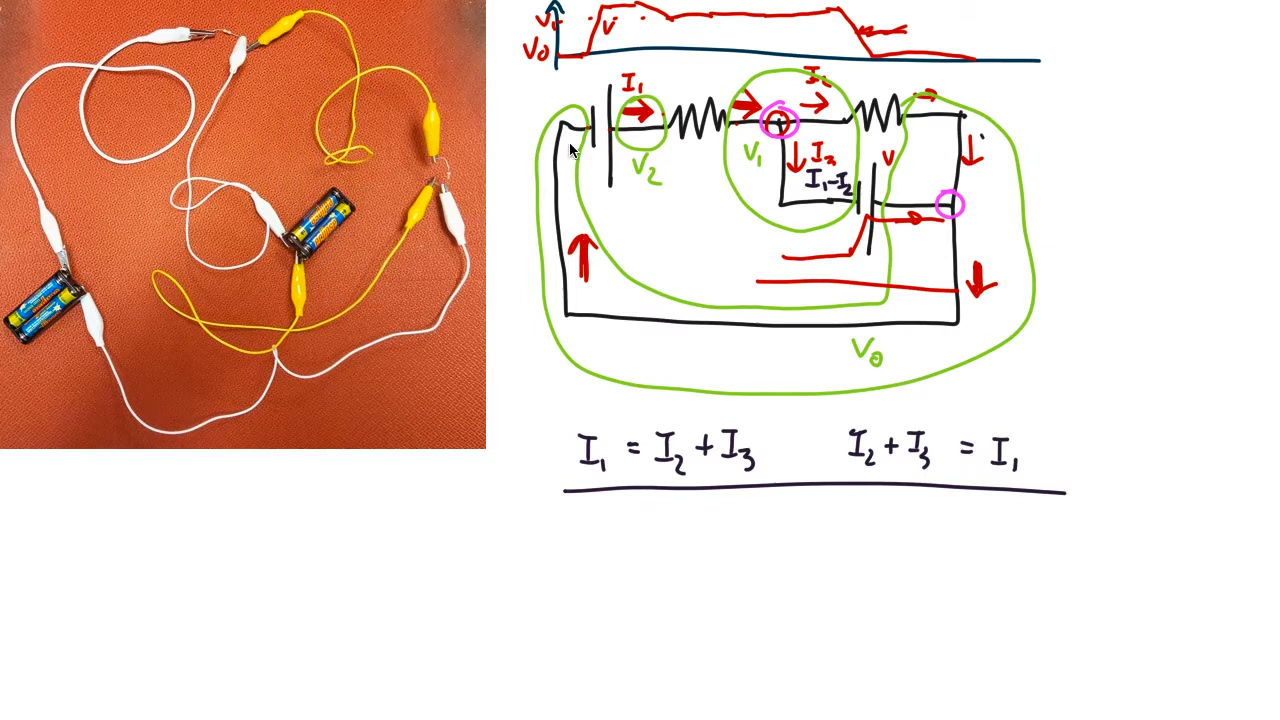 V₁ V
V₀
I₁ I₂
V₂ V₁ I₃ V
I₁-I₂
V₀
I₁ = I₂ + I₃ I₂ + I₃ = I₁